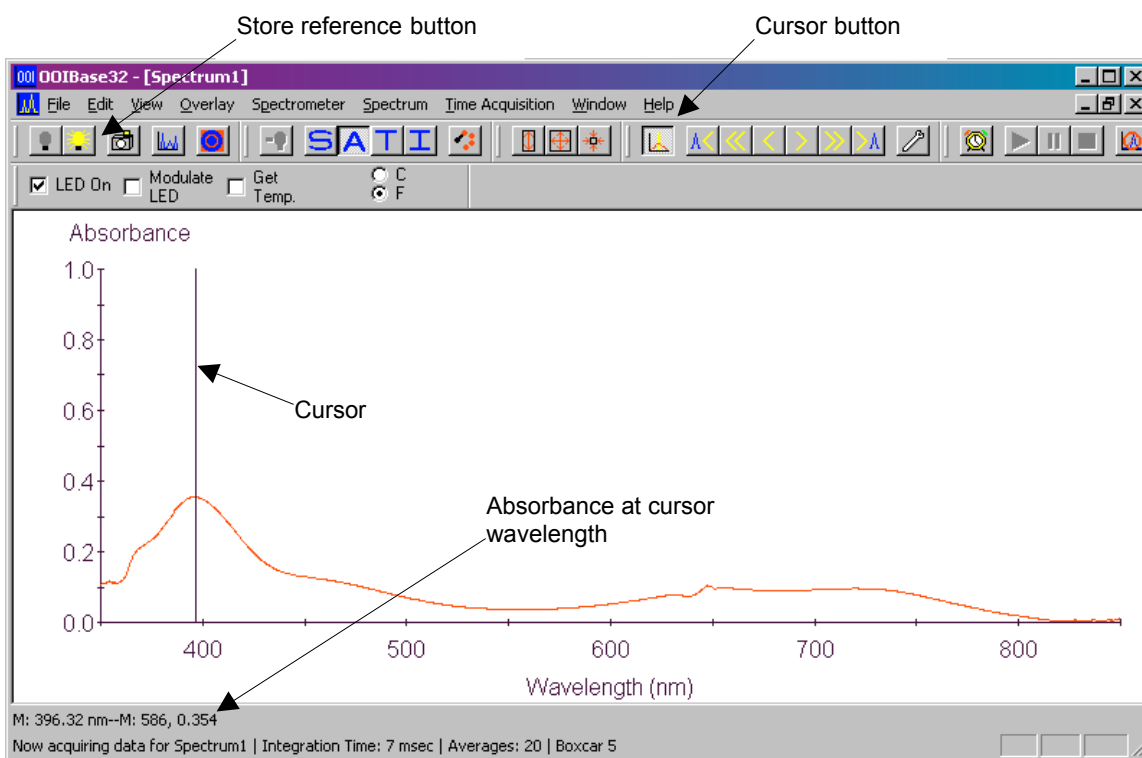 Store reference button
Cursor button
OOI OOIBase32 - [Spectrum1]
File Edit View Overlay Spectrometer Spectrum Time Acquisition Window Help
S A T I
LED On Modulate LED Get Temp. C
F
Absorbance
1.0
0.8
0.6
Cursor
0.4
Absorbance at cursor
wavelength
0.2
0.0
400 500 600 700 800
Wavelength (nm)
M: 396.32 nm--M: 586, 0.354
Now acquiring data for Spectrum1 | Integration Time: 7 msec | Averages: 20 | Boxcar 5